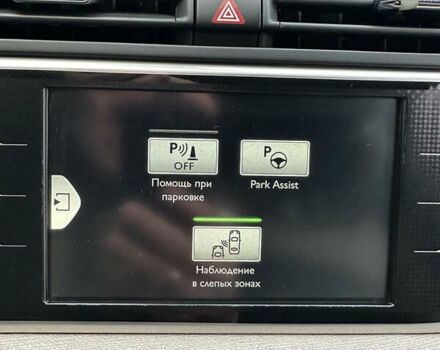 P
OFF
P
Помощь при
парковке
Park Assist
Наблюдение
в слепых зонах